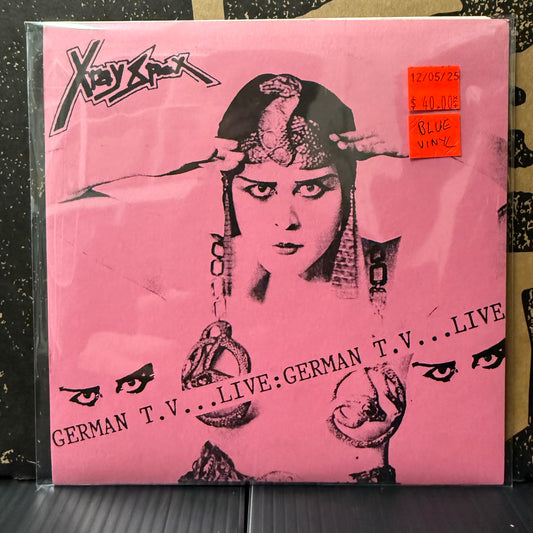 X ray Spex
12/05/25
$ 40.00
BLUE
VINYL
GERMAN T.V...LIVE:GERMAN T.V...LIVE